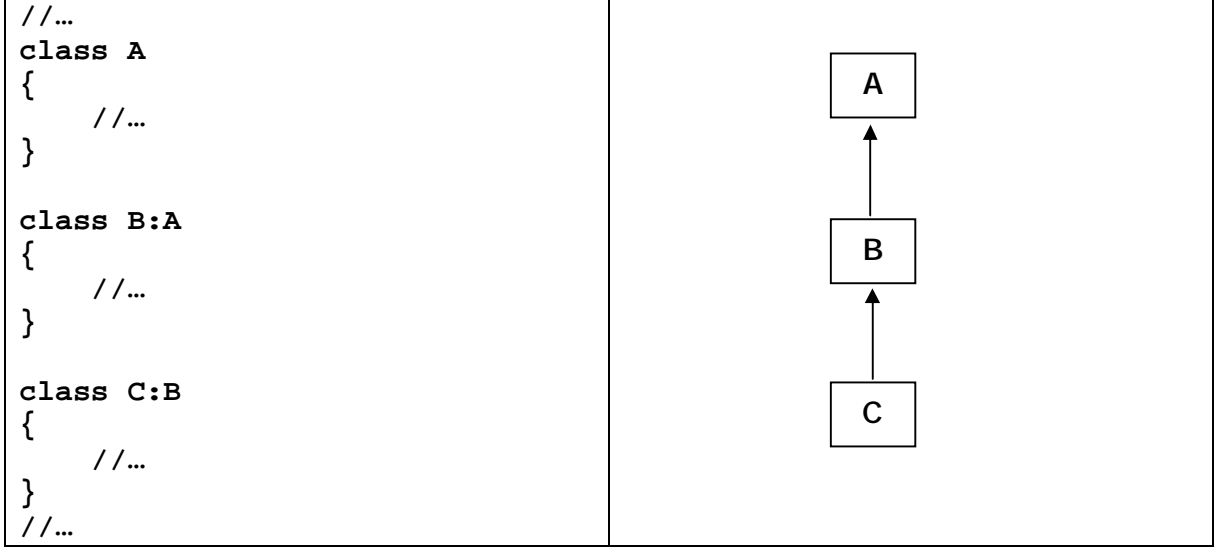 //…
class A
{
//…
}
class B:A
{
//…
}
class C:B
{
//…
}
//…
A
B
C